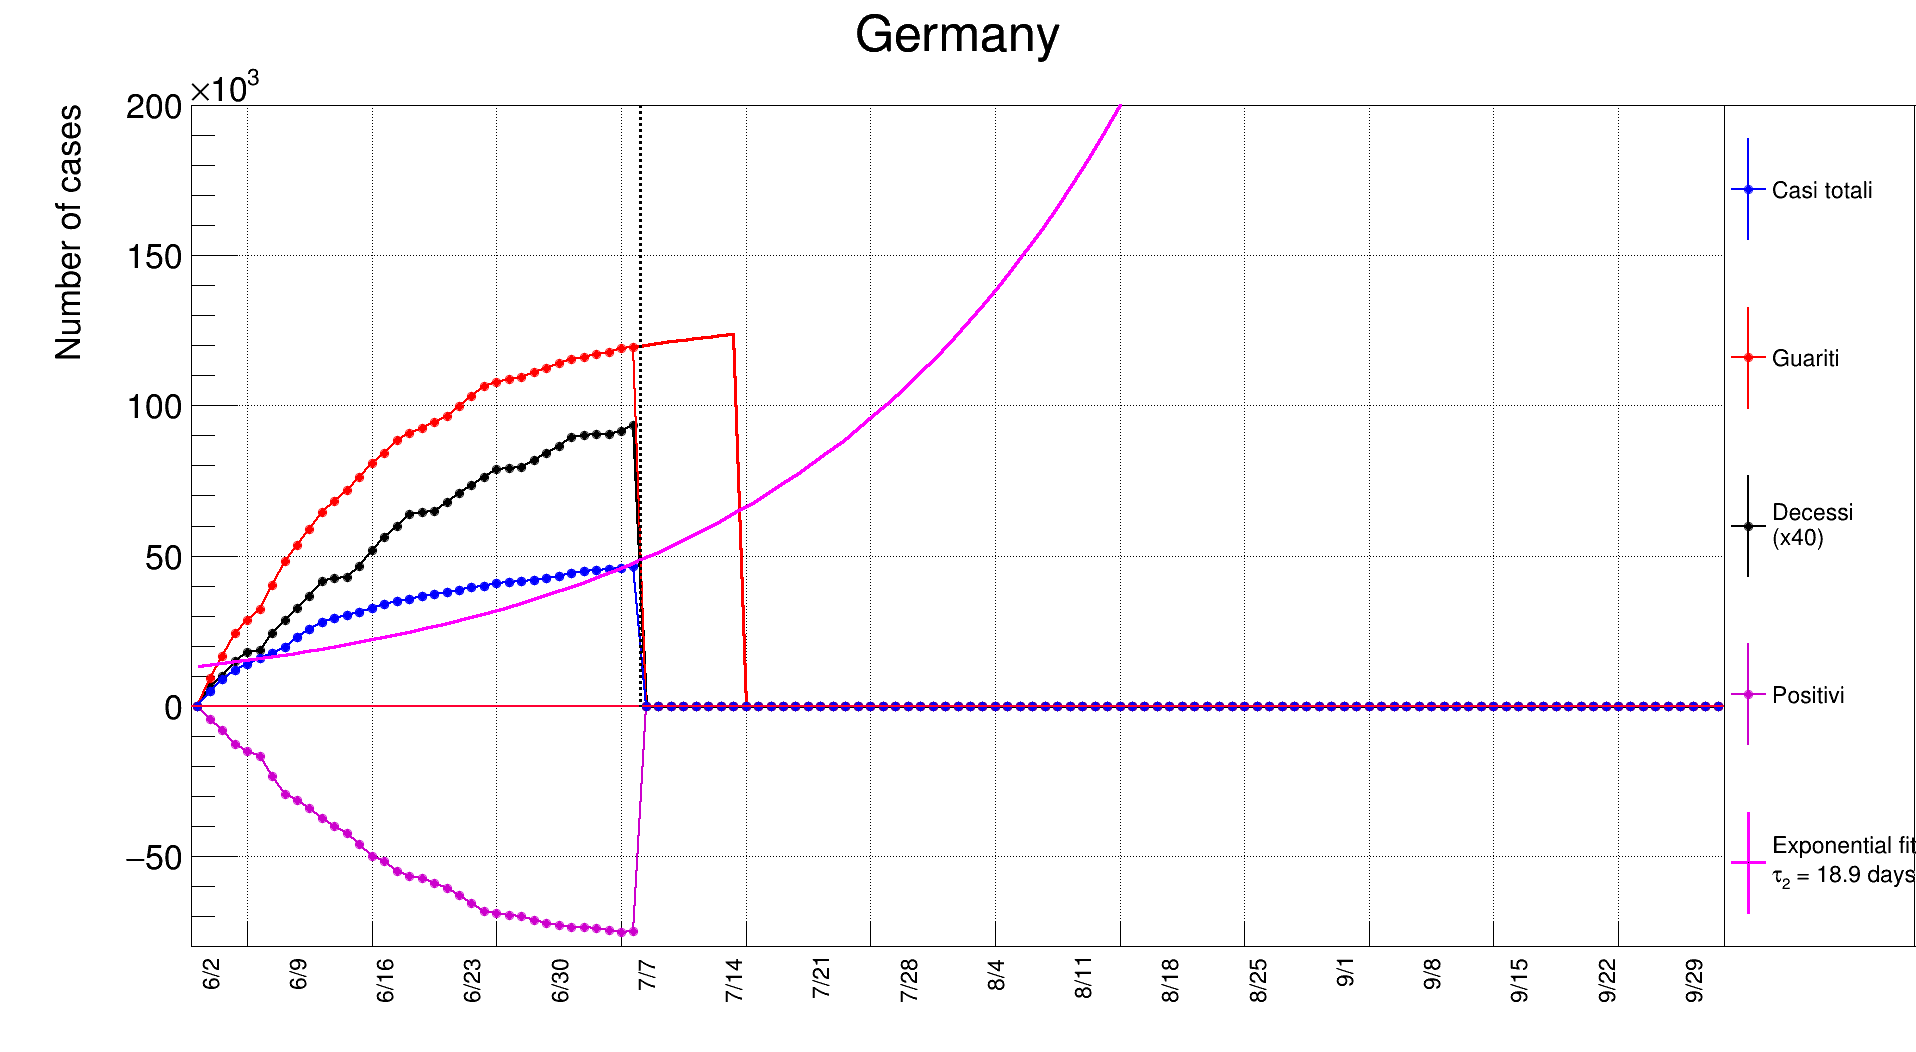 Germany
×10³
Number of cases
200
150
100
50
0
−50
6/2 6/9 6/16 6/23 6/30 7/7 7/14 7/21 7/28 8/4 8/11 8/18 8/25 9/1 9/8 9/15 9/22 9/29
Casi totali
Guariti
Decessi
(x40)
Positivi
Exponential fit
τ₂ = 18.9 days